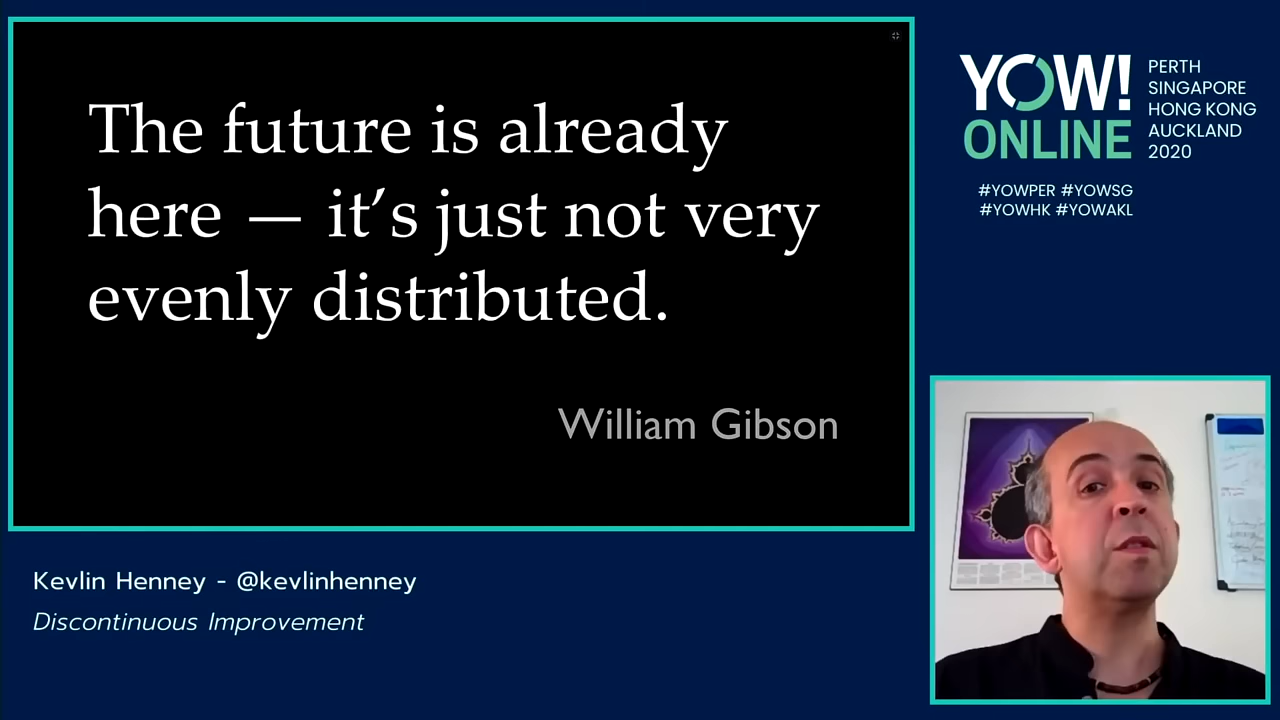 The future is already
here — it’s just not very
evenly distributed.
William Gibson
YOW!
ONLINE
PERTH
SINGAPORE
HONG KONG
AUCKLAND
2020
#YOWPER #YOWSG
#YOWHK #YOWAKL
Kevlin Henney - @kevlinhenney
Discontinuous Improvement